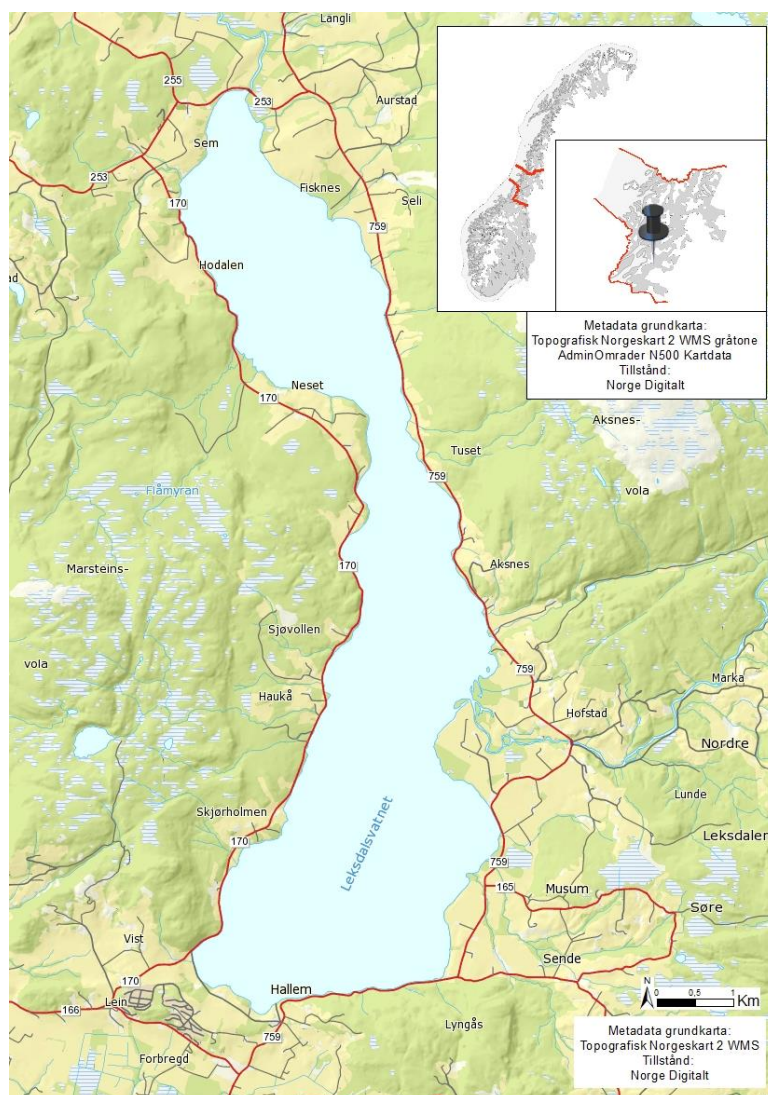 Langli
255
253
Aurstad
Sem
253
Fisknes
Seli
170
759
Hodalen
Metadata grundkarta:
Topografisk Norgeskart 2 WMS gråtone
AdminOmrader N500 Kartdata
Tillstånd:
Norge Digitalt
Neset
170
Aksnes-
Tuset
759
Flåmyran
vola
170
Aksnes
Marsteins-
Sjøvollen
vola
759
Marka
Haukå
Hofstad
Nordre
Lunde
Skjørholmen
170
Leksdalen
Leksdalsvatnet
759
165
Musum
Søre
Vist
Sende
170
Hallem
Lein
166
N
0 0,5 1
Km
759
Lyngås
Forbregd
Metadata grundkarta:
Topografisk Norgeskart 2 WMS
Tillstånd:
Norge Digitalt